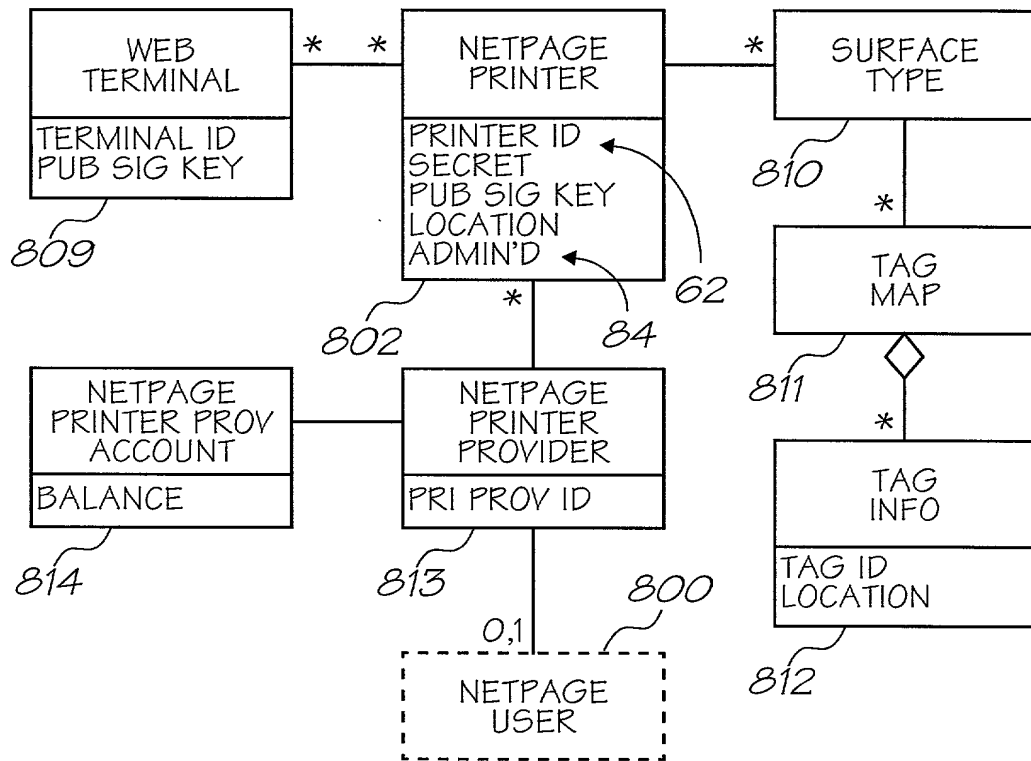 WEB
TERMINAL
TERMINAL ID
PUB SIG KEY
809
* *
NETPAGE
PRINTER
PRINTER ID
SECRET
PUB SIG KEY
LOCATION
ADMIN'D
802
62
84
*
*
SURFACE
TYPE
810
*
TAG
MAP
811
*
TAG
INFO
TAG ID
LOCATION
812
NETPAGE
PRINTER PROV
ACCOUNT
BALANCE
814
NETPAGE
PRINTER
PROVIDER
PRI PROV ID
813
0,1
800
NETPAGE
USER